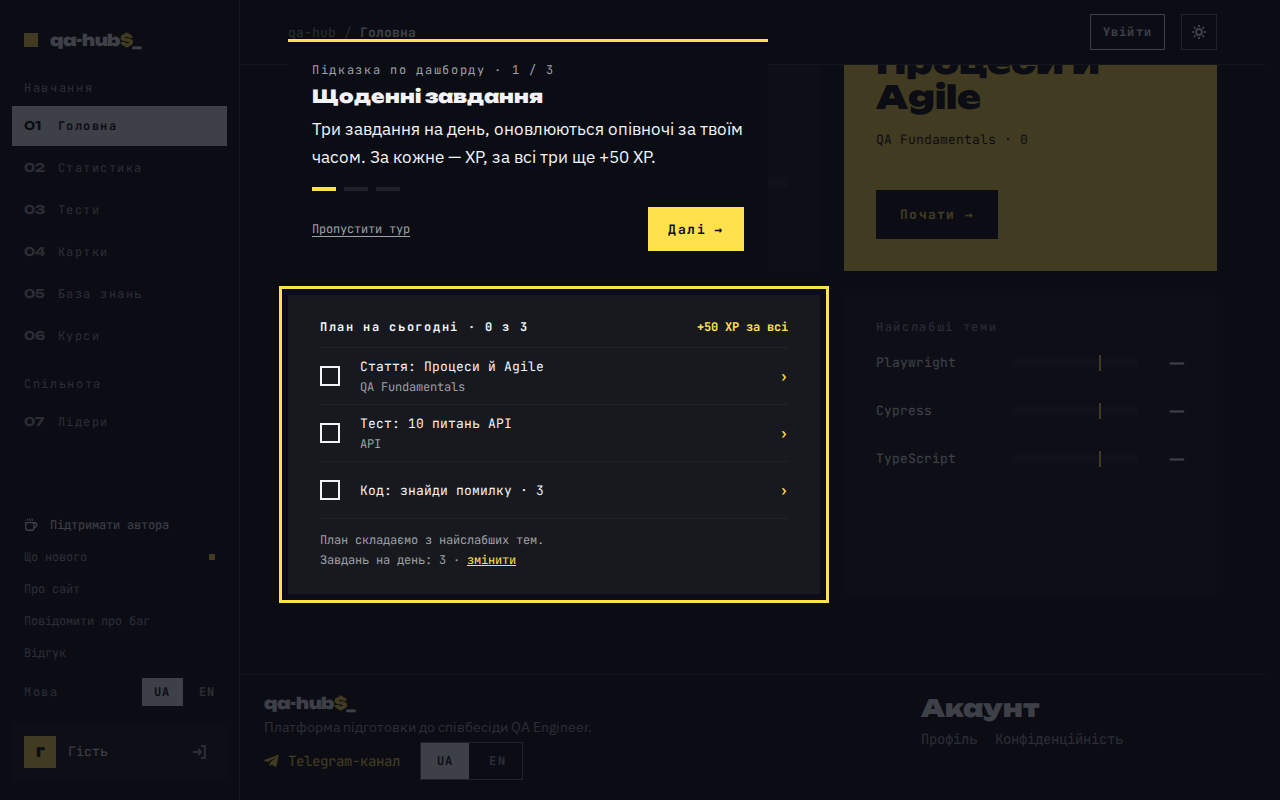 qa-hub$_
Навчання
01 Головна
02 Статистика
03 Тести
04 Картки
05 База знань
06 Курси
Спільнота
07 Лідери
Підтримати автора
Що нового
Про сайт
Повідомити про баг
Відгук
Мова UA EN
Г Гість
qa-hub / Головна
Увійти
Підказка по дашборду · 1 / 3
Щоденні завдання
Три завдання на день, оновлюються опівночі за твоїм
часом. За кожне — XP, за всі три ще +50 XP.
Пропустити тур
Далі →
Процеси й
Agile
QA Fundamentals · 0
Почати →
План на сьогодні · 0 з 3
+50 XP за всі
Стаття: Процеси й Agile
QA Fundamentals
Тест: 10 питань API
API
Код: знайди помилку · 3
План складаємо з найслабших тем.
Завдань на день: 3 · змінити
Найслабші теми
Playwright —
Cypress —
TypeScript —
qa-hub$_
Платформа підготовки до співбесіди QA Engineer.
Telegram-канал UA EN
Акаунт
Профіль Конфіденційність